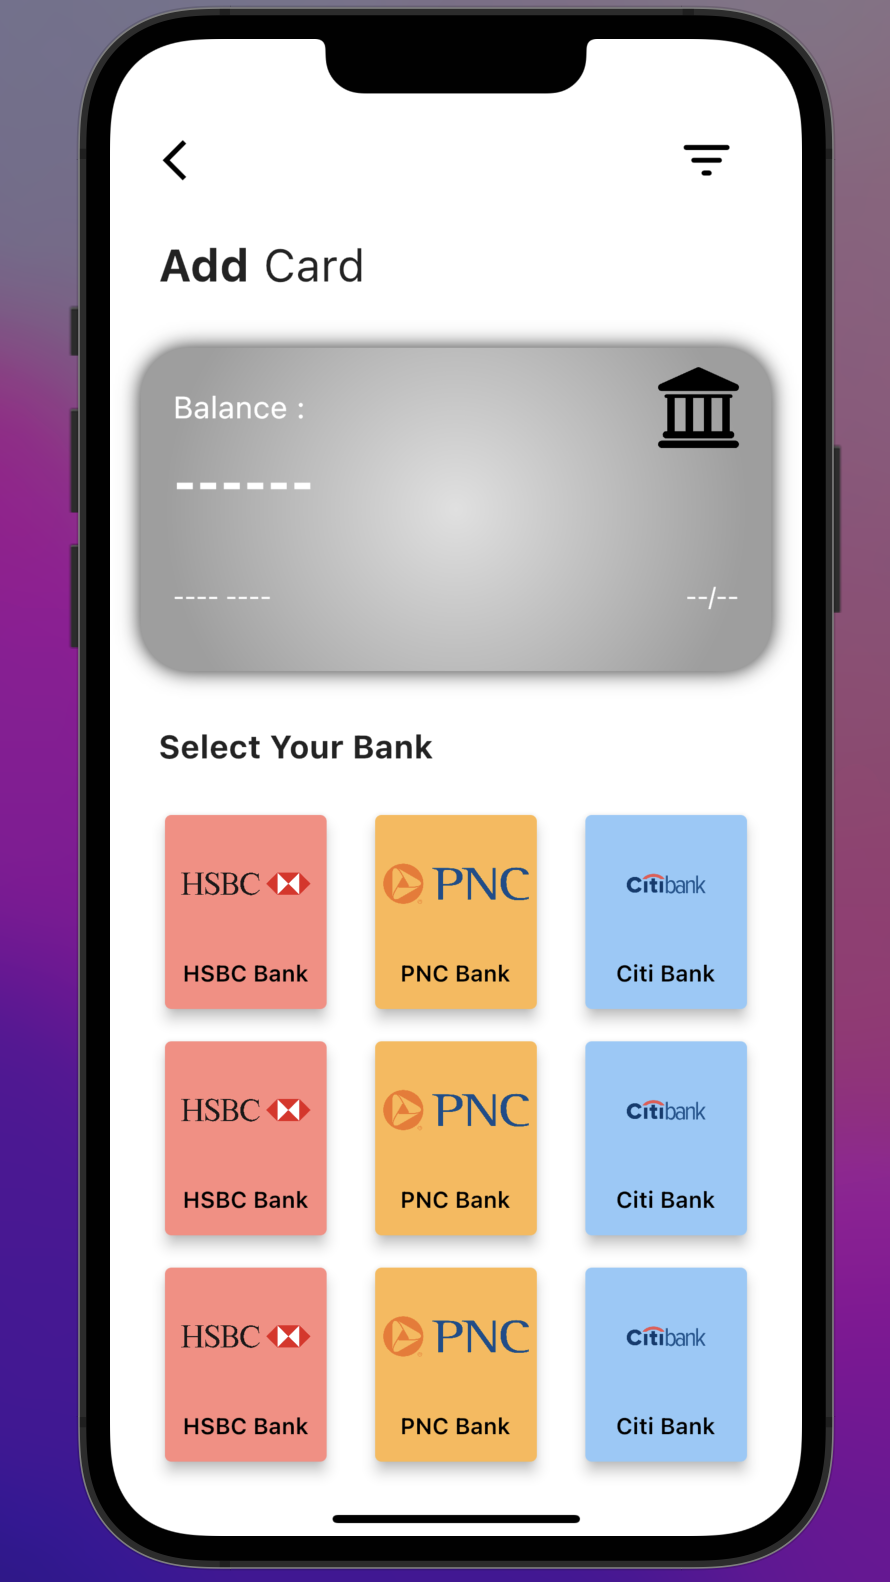 Add Card
Balance :
------
---- ---- --/--
Select Your Bank
HSBC PNC citibank
HSBC Bank PNC Bank Citi Bank
HSBC PNC citibank
HSBC Bank PNC Bank Citi Bank
HSBC PNC citibank
HSBC Bank PNC Bank Citi Bank